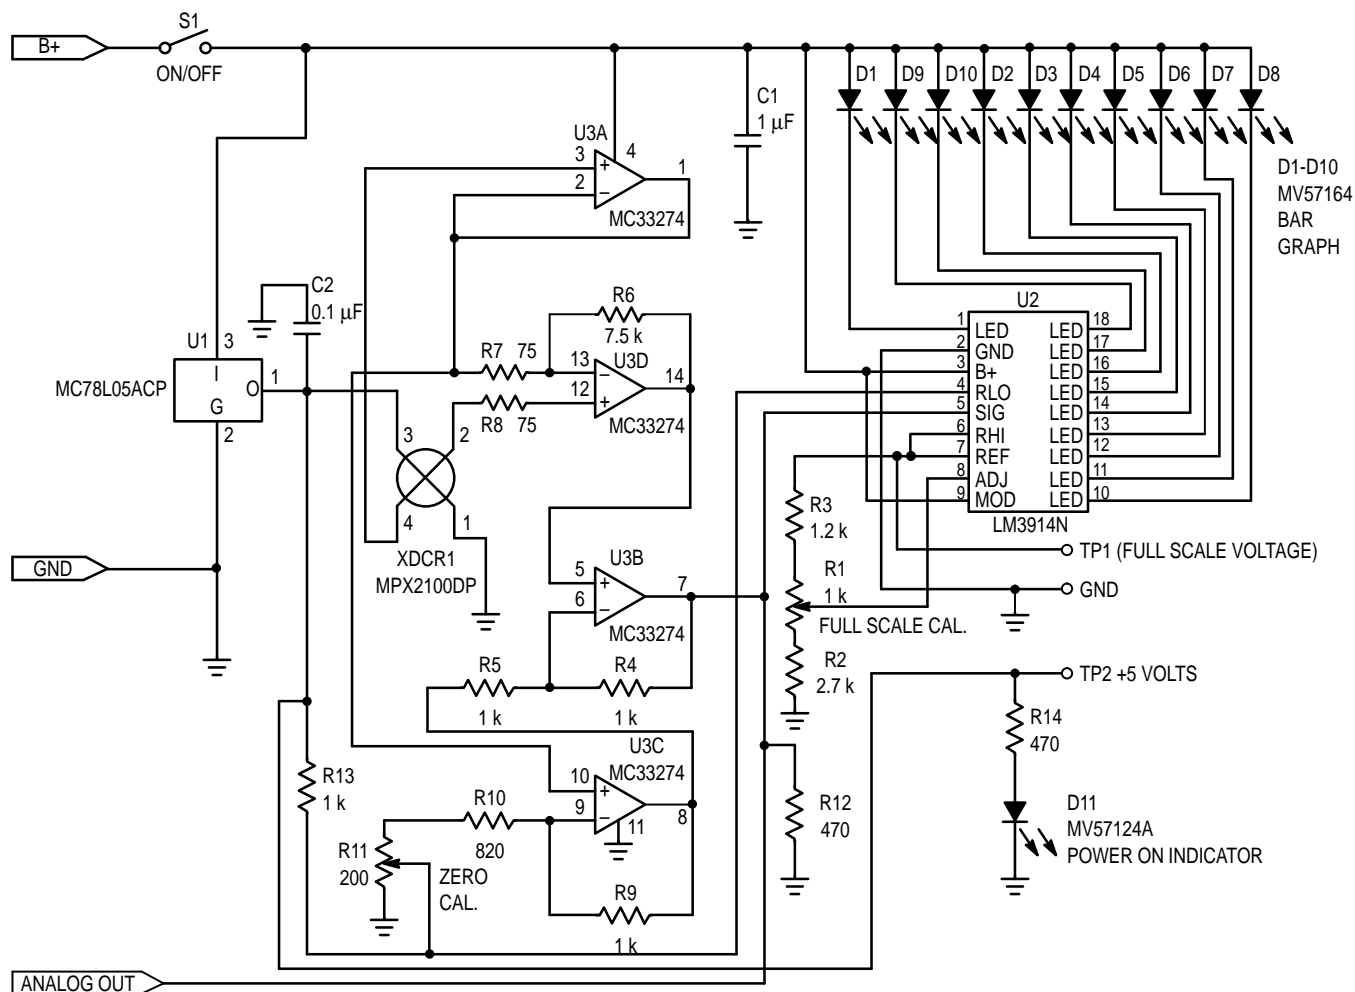 S1
B+
ON/OFF
D1 D9 D10 D2 D3 D4 D5 D6 D7 D8
C1
1 µF
U3A
3 4 1
+
2
–
MC33274
D1-D10
MV57164
BAR
GRAPH
C2
0.1 µF
R6
7.5 k
U2
U1 3
MC78L05ACP
I
O 1
G
2
R7 75
13 –
U3D
14
12 +
R8 75
MC33274
1 LED LED 18
2 GND LED 17
3 B+ LED 16
4 RLO LED 15
5 SIG LED 14
6 RHI LED 13
7 REF LED 12
8 ADJ LED 11
9 MOD LED 10
LM3914N
3 2
4 1
XDCR1
MPX2100DP
R3
1.2 k
TP1 (FULL SCALE VOLTAGE)
GND
U3B
5 + 7
6 –
MC33274
R1
1 k
FULL SCALE CAL.
GND
R5
1 k
R4
1 k
R2
2.7 k
TP2 +5 VOLTS
R14
470
U3C
MC33274
10 +
9 –
11 8
R13
1 k
R10
820
R12
470
D11
MV57124A
POWER ON INDICATOR
R11
200
ZERO
CAL.
R9
1 k
ANALOG OUT